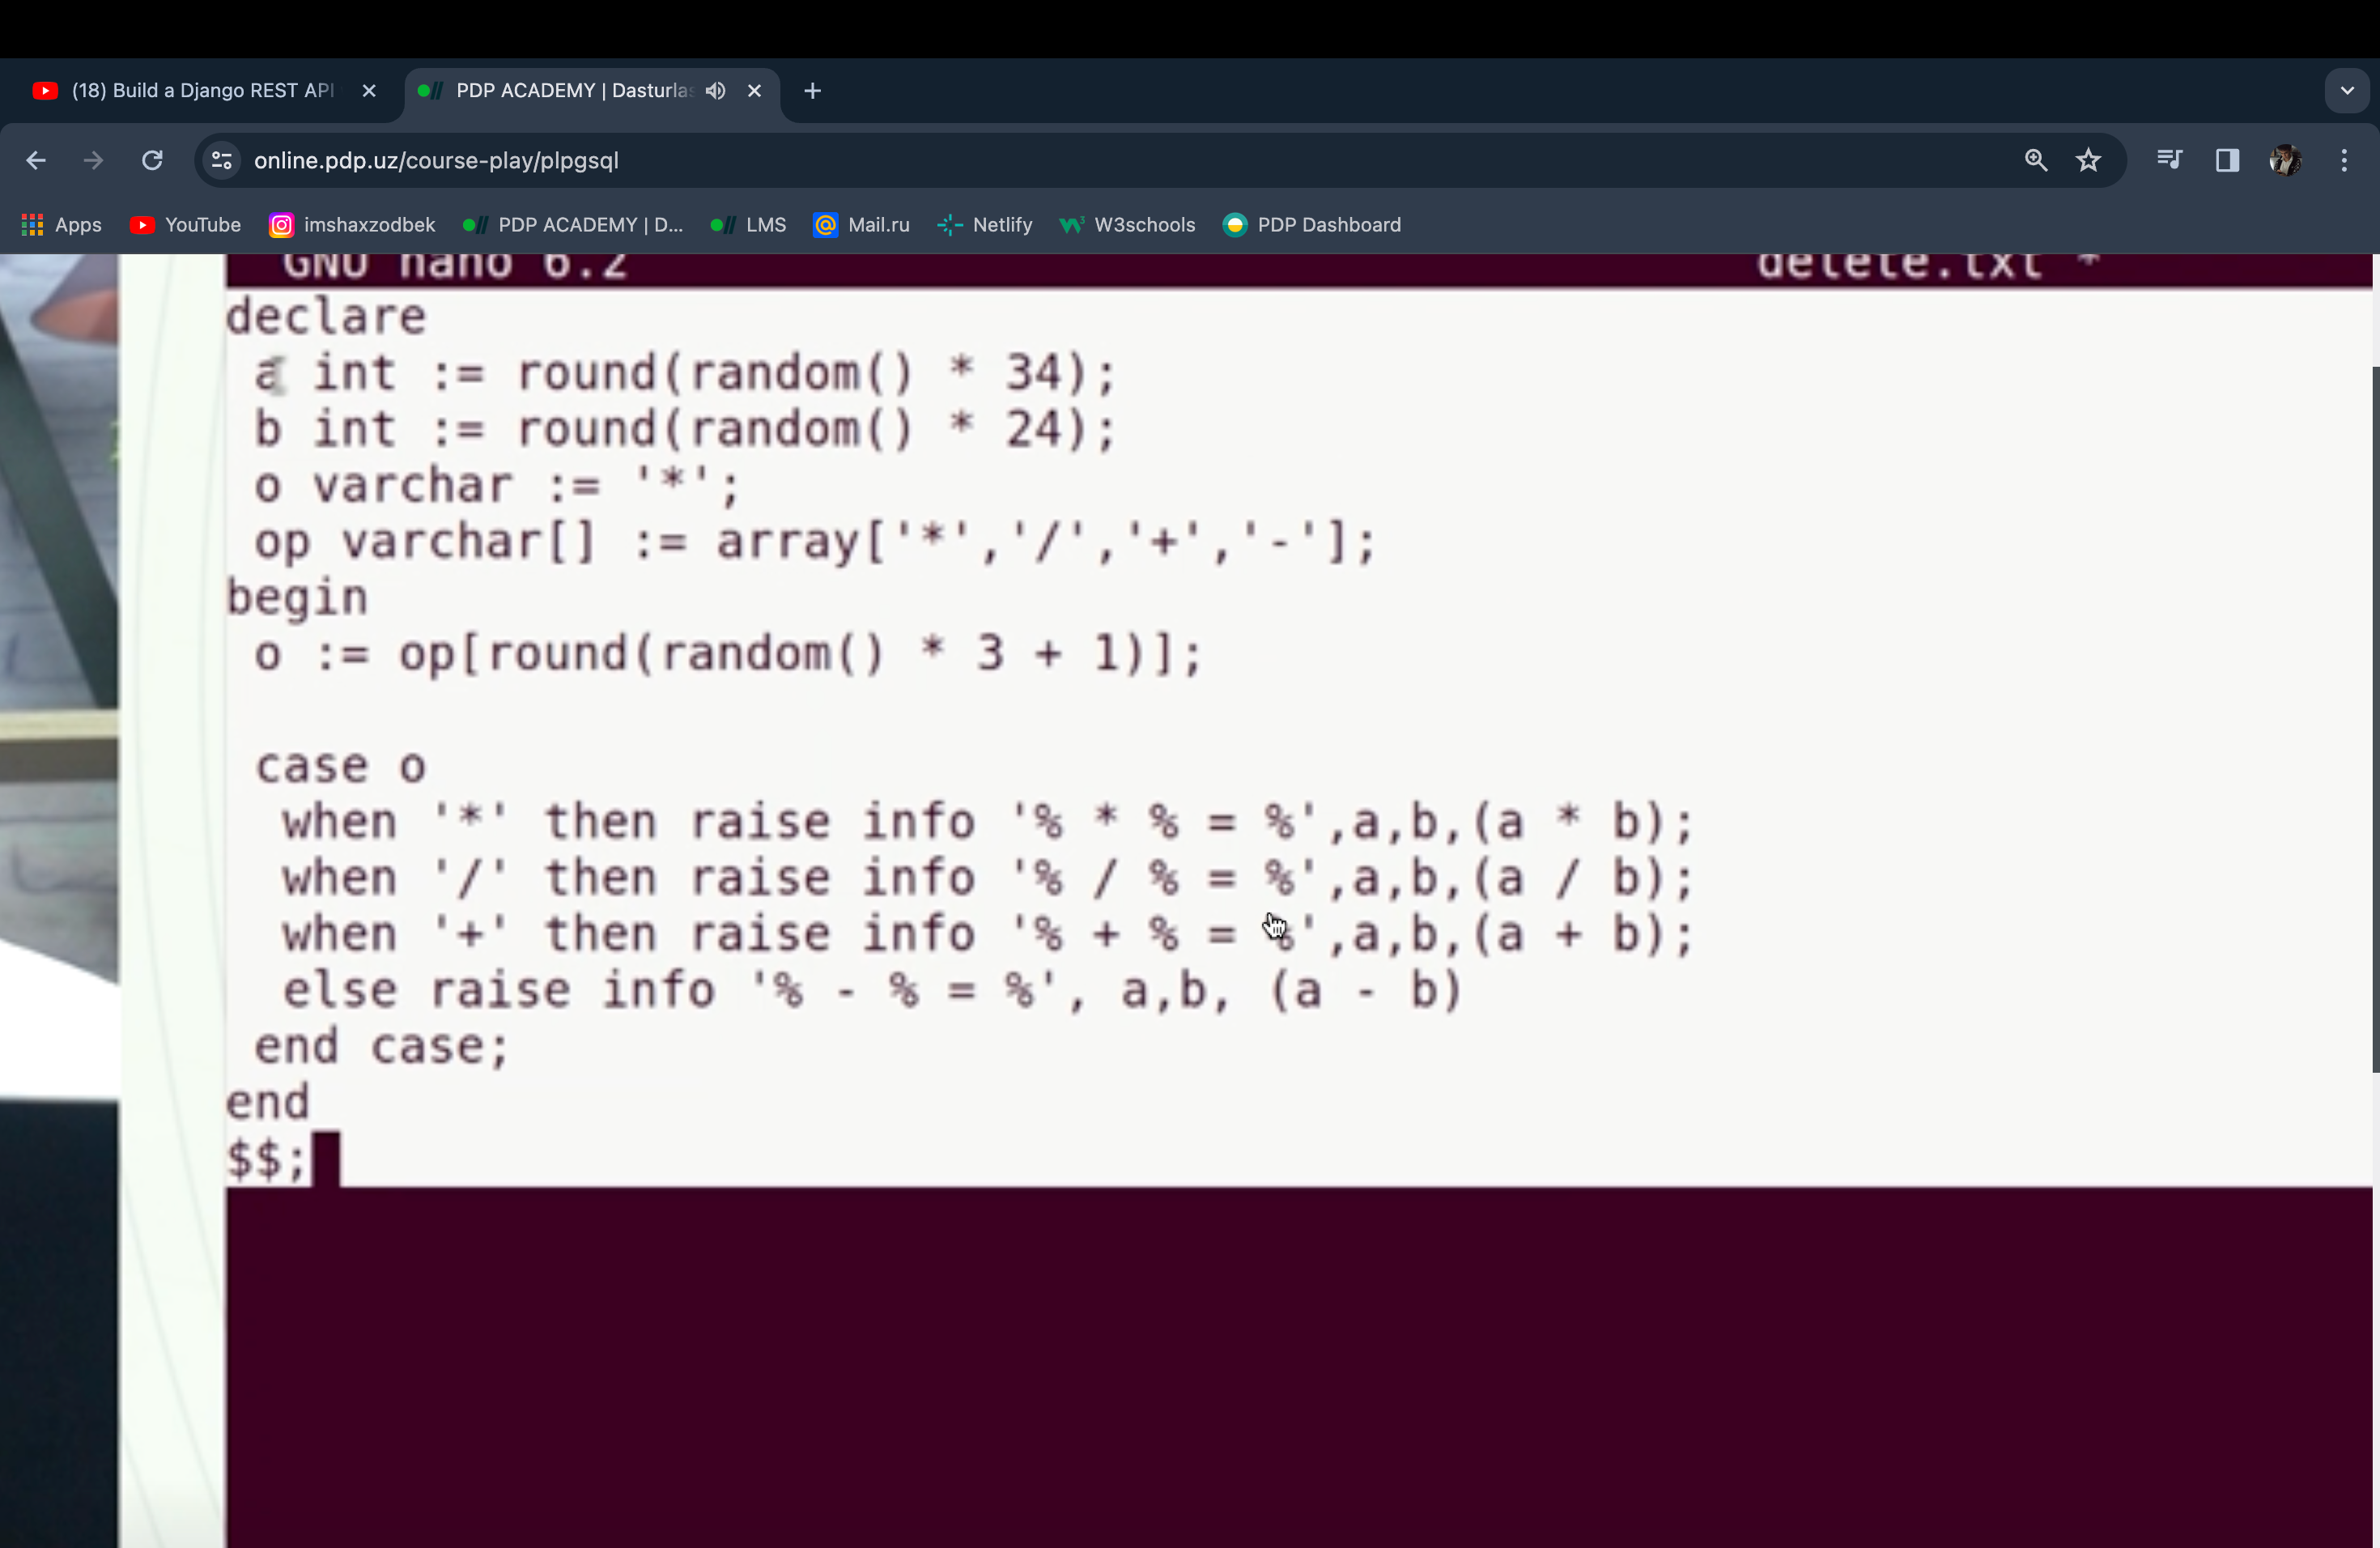 (18) Build a Django REST API
PDP ACADEMY | Dasturlas
online.pdp.uz/course-play/plpgsql
Apps YouTube imshaxzodbek PDP ACADEMY | D... LMS Mail.ru Netlify W3schools PDP Dashboard
GNU nano 6.2 delete.txt *
declare
a int := round(random() * 34);
b int := round(random() * 24);
o varchar := '*';
op varchar[] := array['*','/','+','-'];
begin
o := op[round(random() * 3 + 1)];
case o
when '*' then raise info '% * % = %',a,b,(a * b);
when '/' then raise info '% / % = %',a,b,(a / b);
when '+' then raise info '% + % = %',a,b,(a + b);
else raise info '% - % = %', a,b, (a - b)
end case;
end
$$;